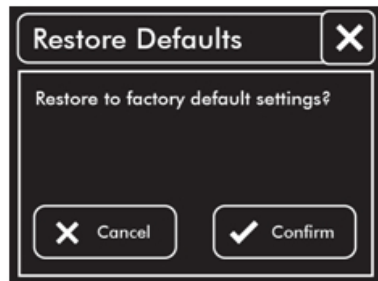 Restore Defaults
Restore to factory default settings?
Cancel
Confirm